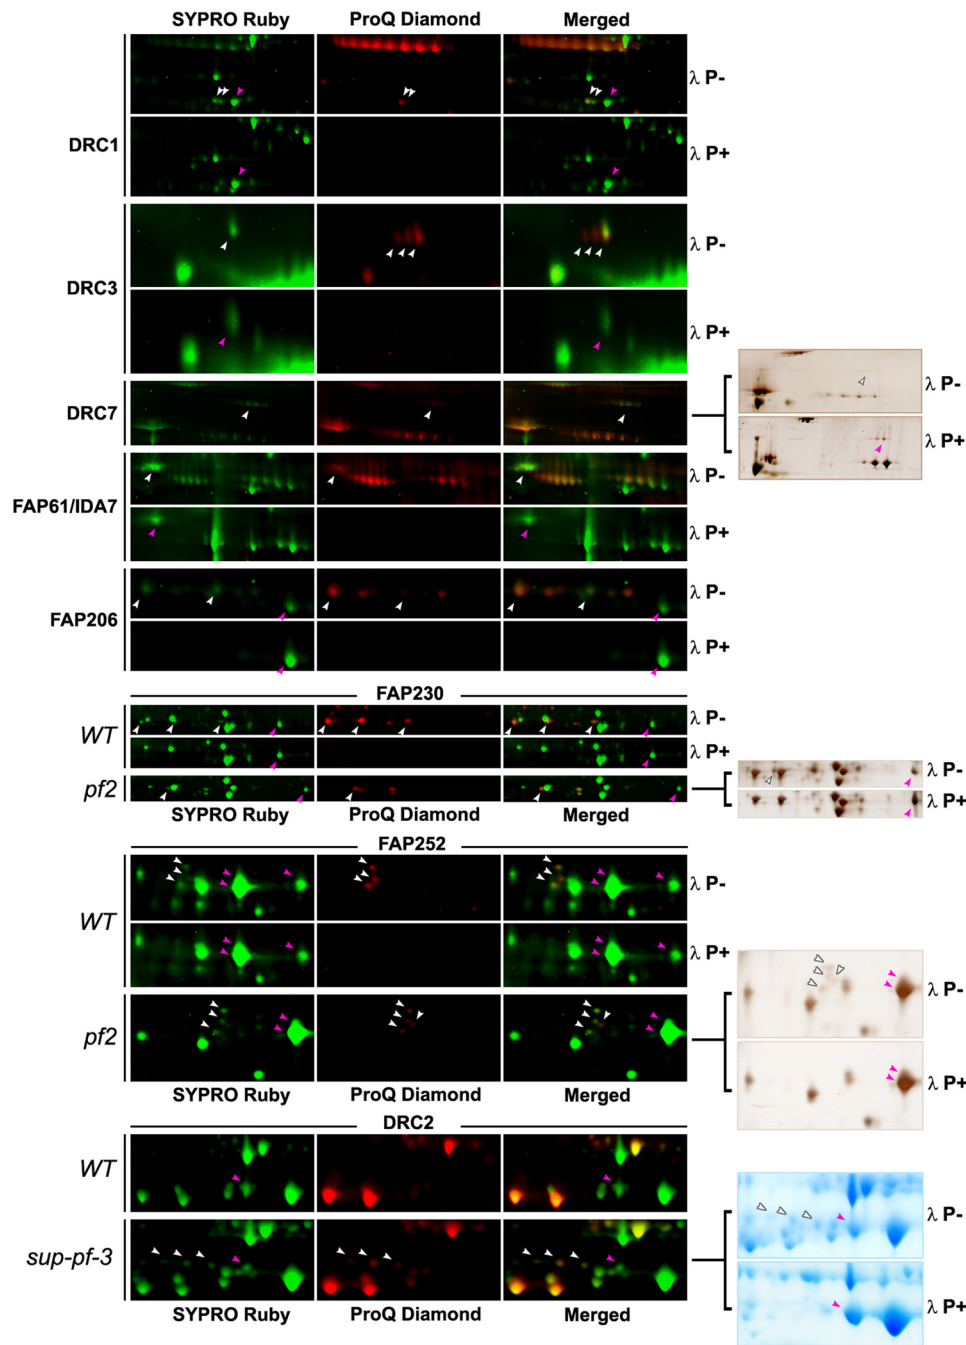 SYPRO Ruby ProQ Diamond Merged
λ P-
DRC1
λ P+
λ P-
DRC3
λ P+
λ P-
DRC7
λ P+
λ P-
FAP61/IDA7
λ P+
λ P-
FAP206
λ P+
FAP230
WT
λ P-
λ P+
pf2
λ P-
λ P+
SYPRO Ruby ProQ Diamond Merged
FAP252
λ P-
WT
λ P+
λ P-
pf2
λ P+
SYPRO Ruby ProQ Diamond Merged
DRC2
WT
λ P-
sup-pf-3
λ P+
SYPRO Ruby ProQ Diamond Merged